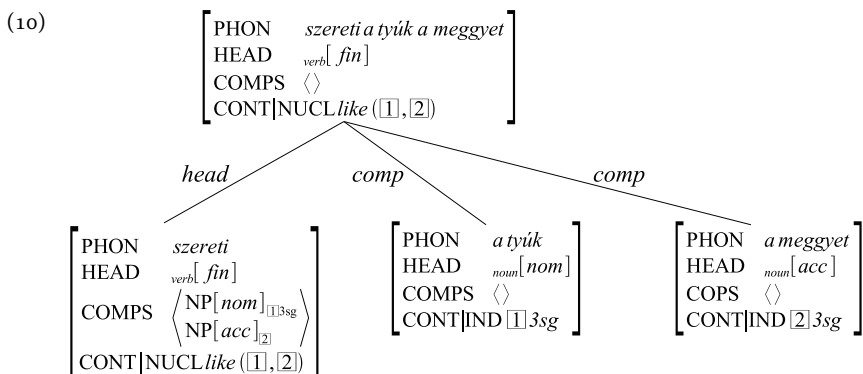 (10)
PHON szereti a tyúk a meggyet
HEAD verb[ fin]
COMPS ⟨⟩
CONT|NUCL like (1, 2)
head comp comp
PHON szereti
HEAD verb[ fin]
COMPS ⟨NP[nom]1 3sg
NP[acc]2⟩
CONT|NUCL like (1, 2)
PHON a tyúk
HEAD noun[nom]
COMPS ⟨⟩
CONT|IND 1 3sg
PHON a meggyet
HEAD noun[acc]
COPS ⟨⟩
CONT|IND 2 3sg